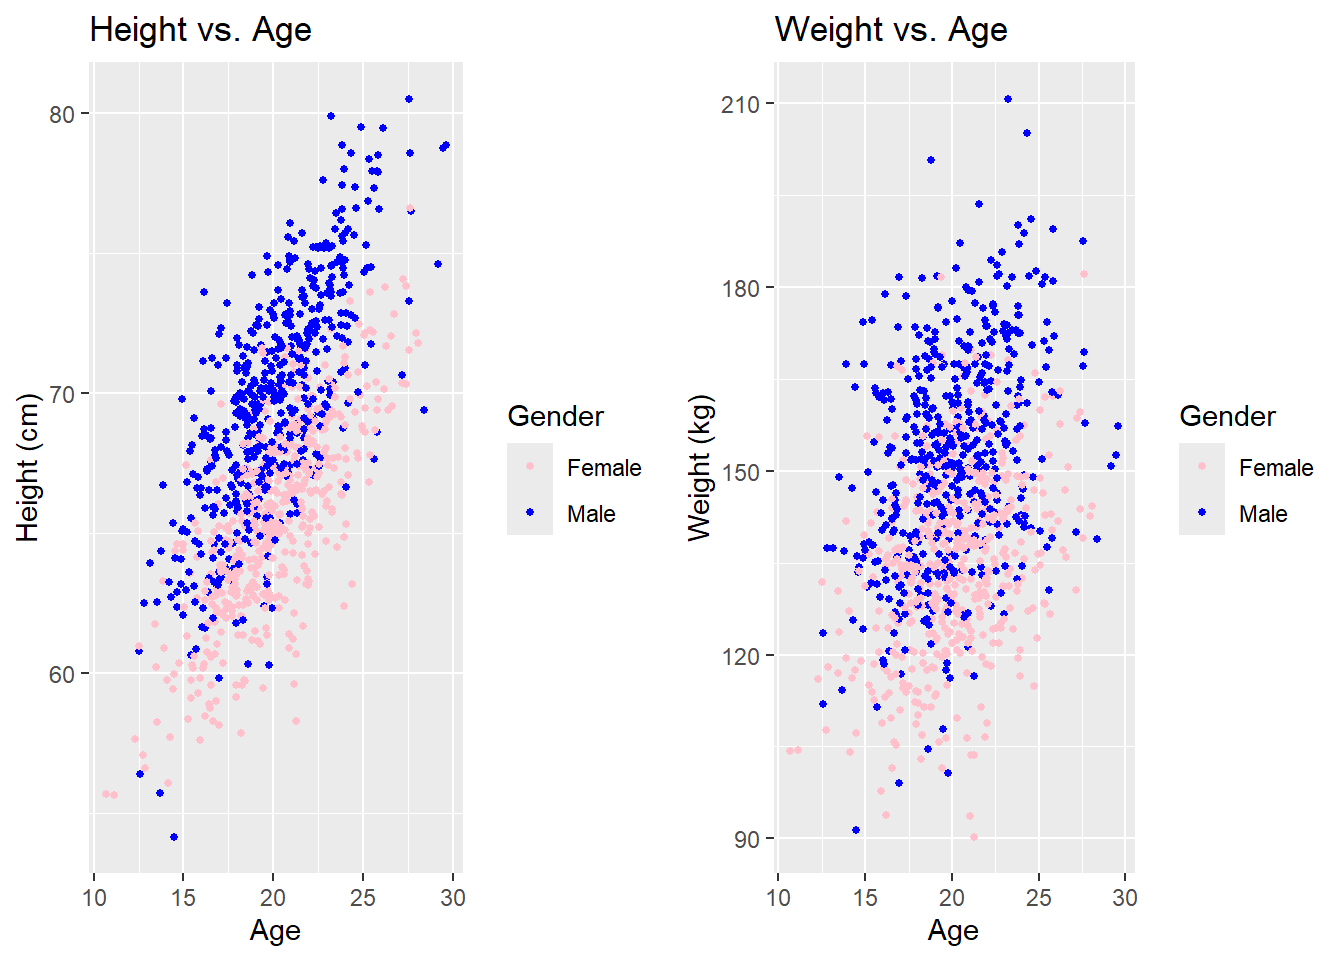 Height vs. Age
80
70
60
Height (cm)
10 15 20 25 30
Age
Gender
Female
Male
Weight vs. Age
210
180
150
120
90
Weight (kg)
10 15 20 25 30
Age
Gender
Female
Male